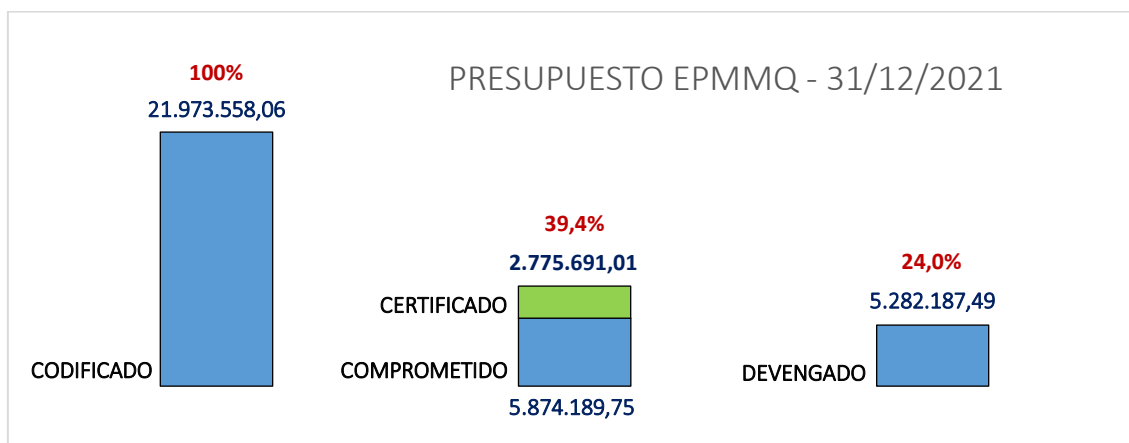 PRESUPUESTO EPMMQ - 31/12/2021
100%
21.973.558,06
CODIFICADO
39,4%
2.775.691,01
CERTIFICADO
COMPROMETIDO
5.874.189,75
24,0%
5.282.187,49
DEVENGADO